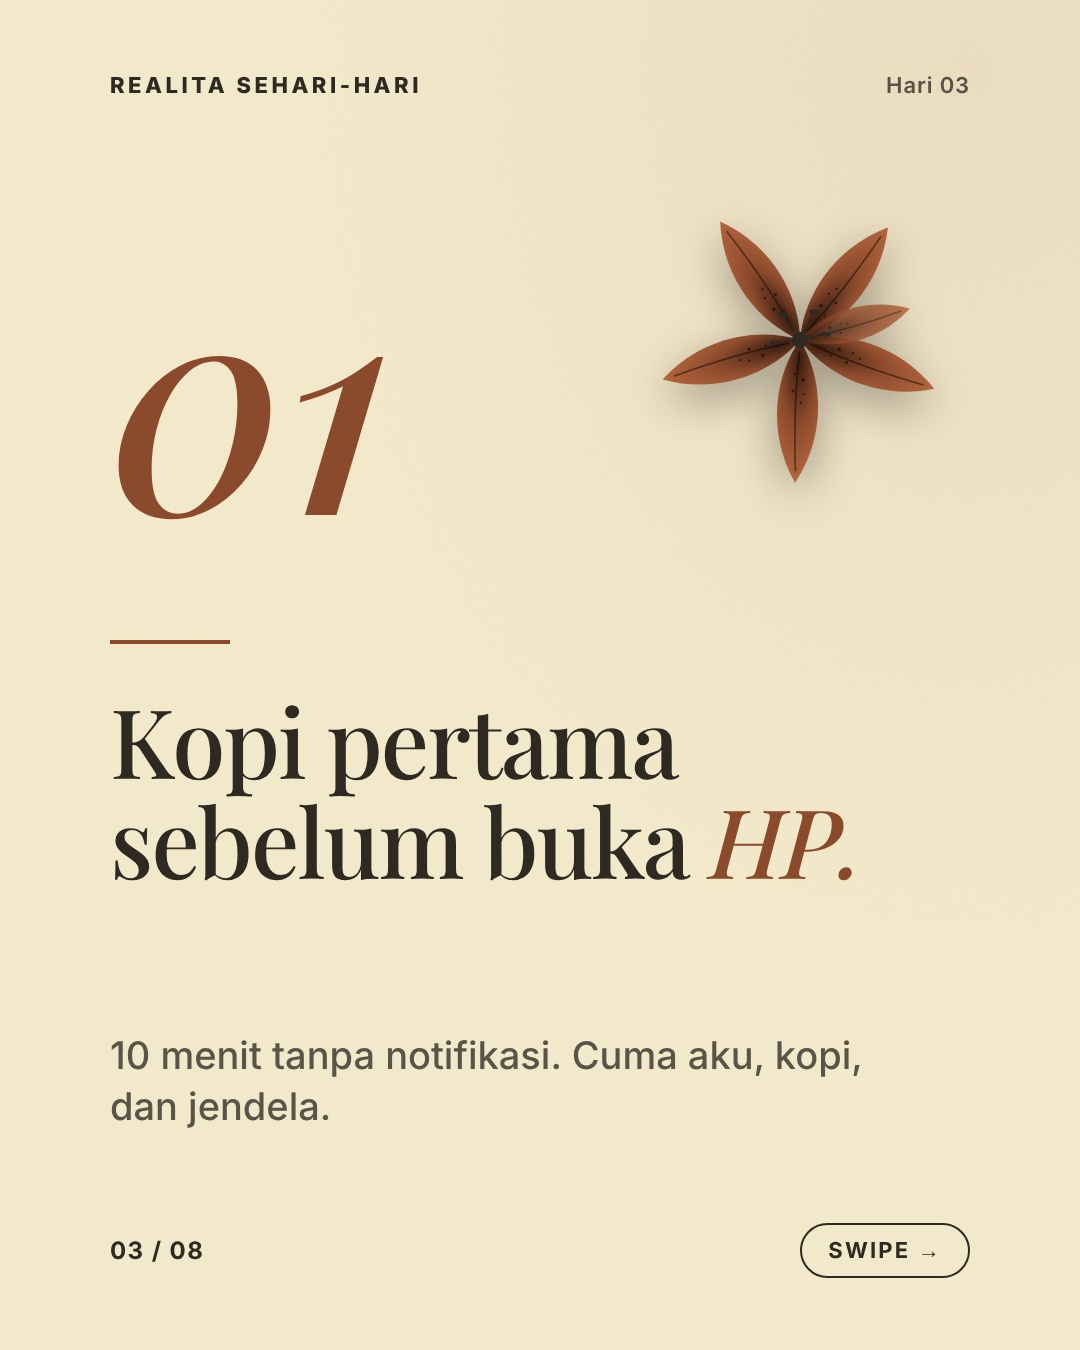 REALITA SEHARI-HARI
Hari 03
01
Kopi pertama
sebelum buka HP.
10 menit tanpa notifikasi. Cuma aku, kopi,
dan jendela.
03 / 08
SWIPE →